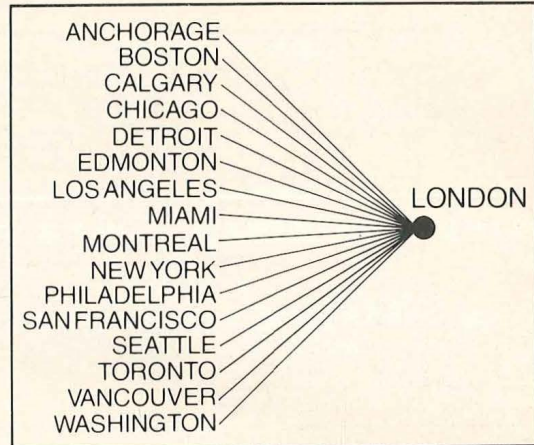 ANCHORAGE
BOSTON
CALGARY
CHICAGO
DETROIT
EDMONTON
LOS ANGELES
MIAMI
MONTREAL
NEW YORK
PHILADELPHIA
SAN FRANCISCO
SEATTLE
TORONTO
VANCOUVER
WASHINGTON
LONDON